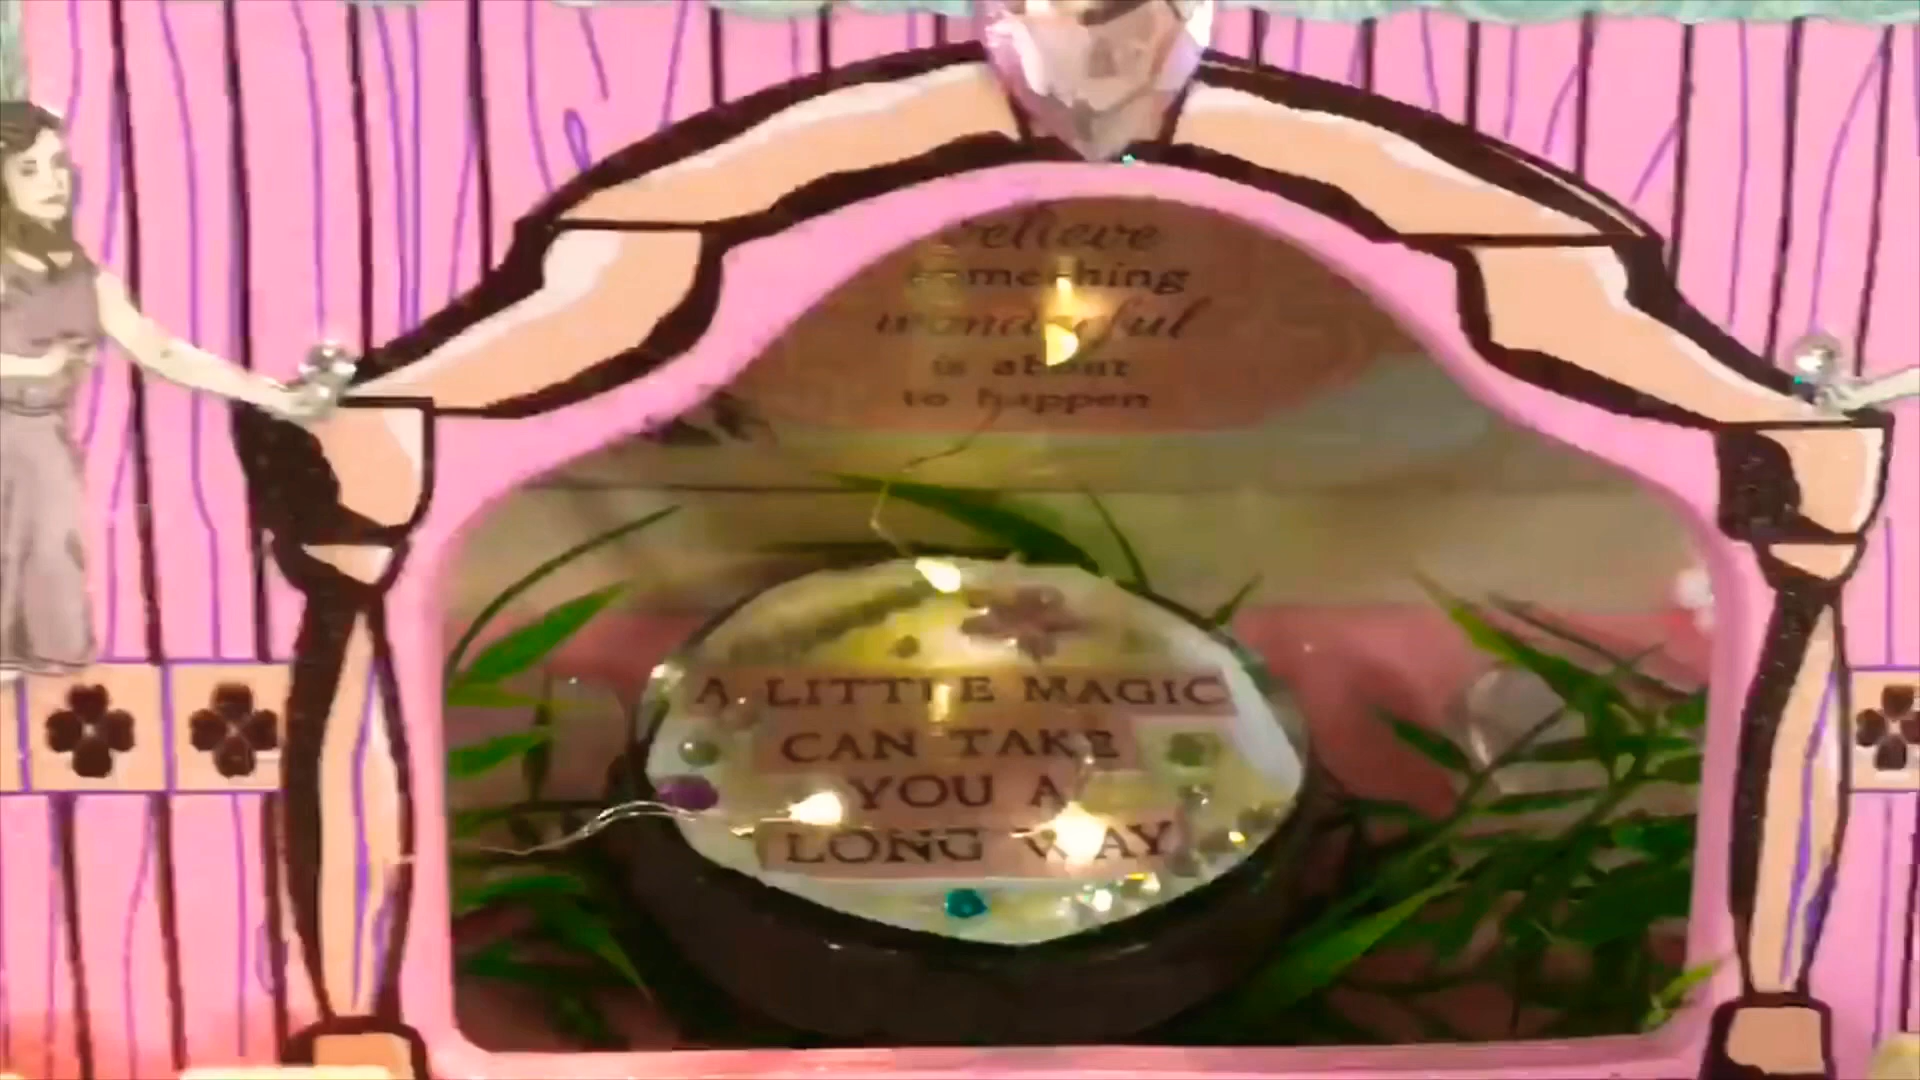 believe
something
wonderful
is about
to happen
A LITTLE MAGIC
CAN TAKE
YOU A
LONG WAY